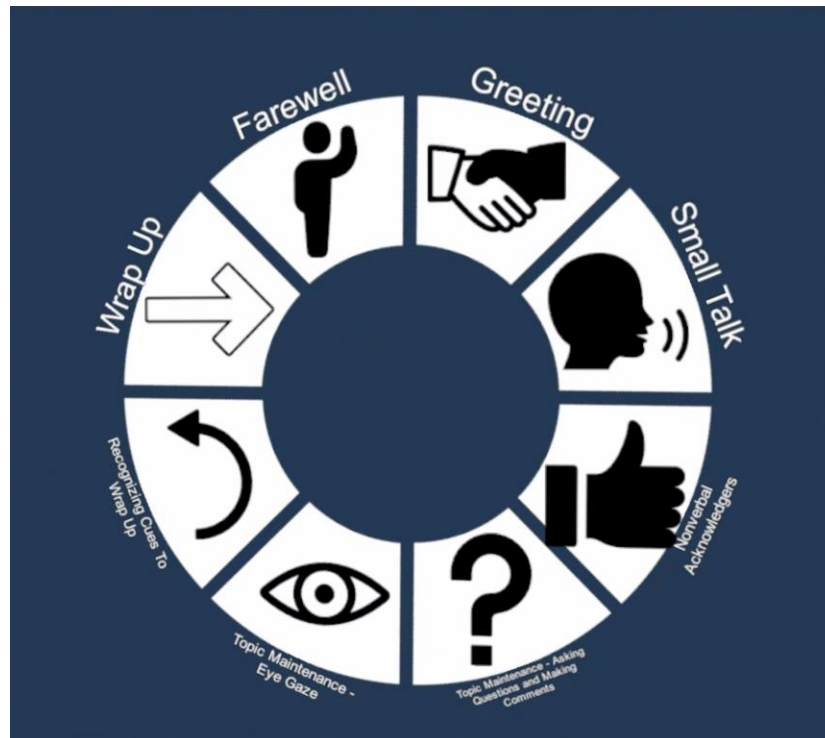 Greeting
Small Talk
Nonverbal
Acknowledgers
Topic Maintenance - Asking
Questions and Making
Comments
Topic Maintenance -
Eye Gaze
Recognizing Cues To
Wrap Up
Wrap Up
Farewell